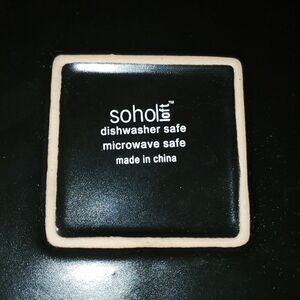 soho loft™
dishwasher safe
microwave safe
made in china